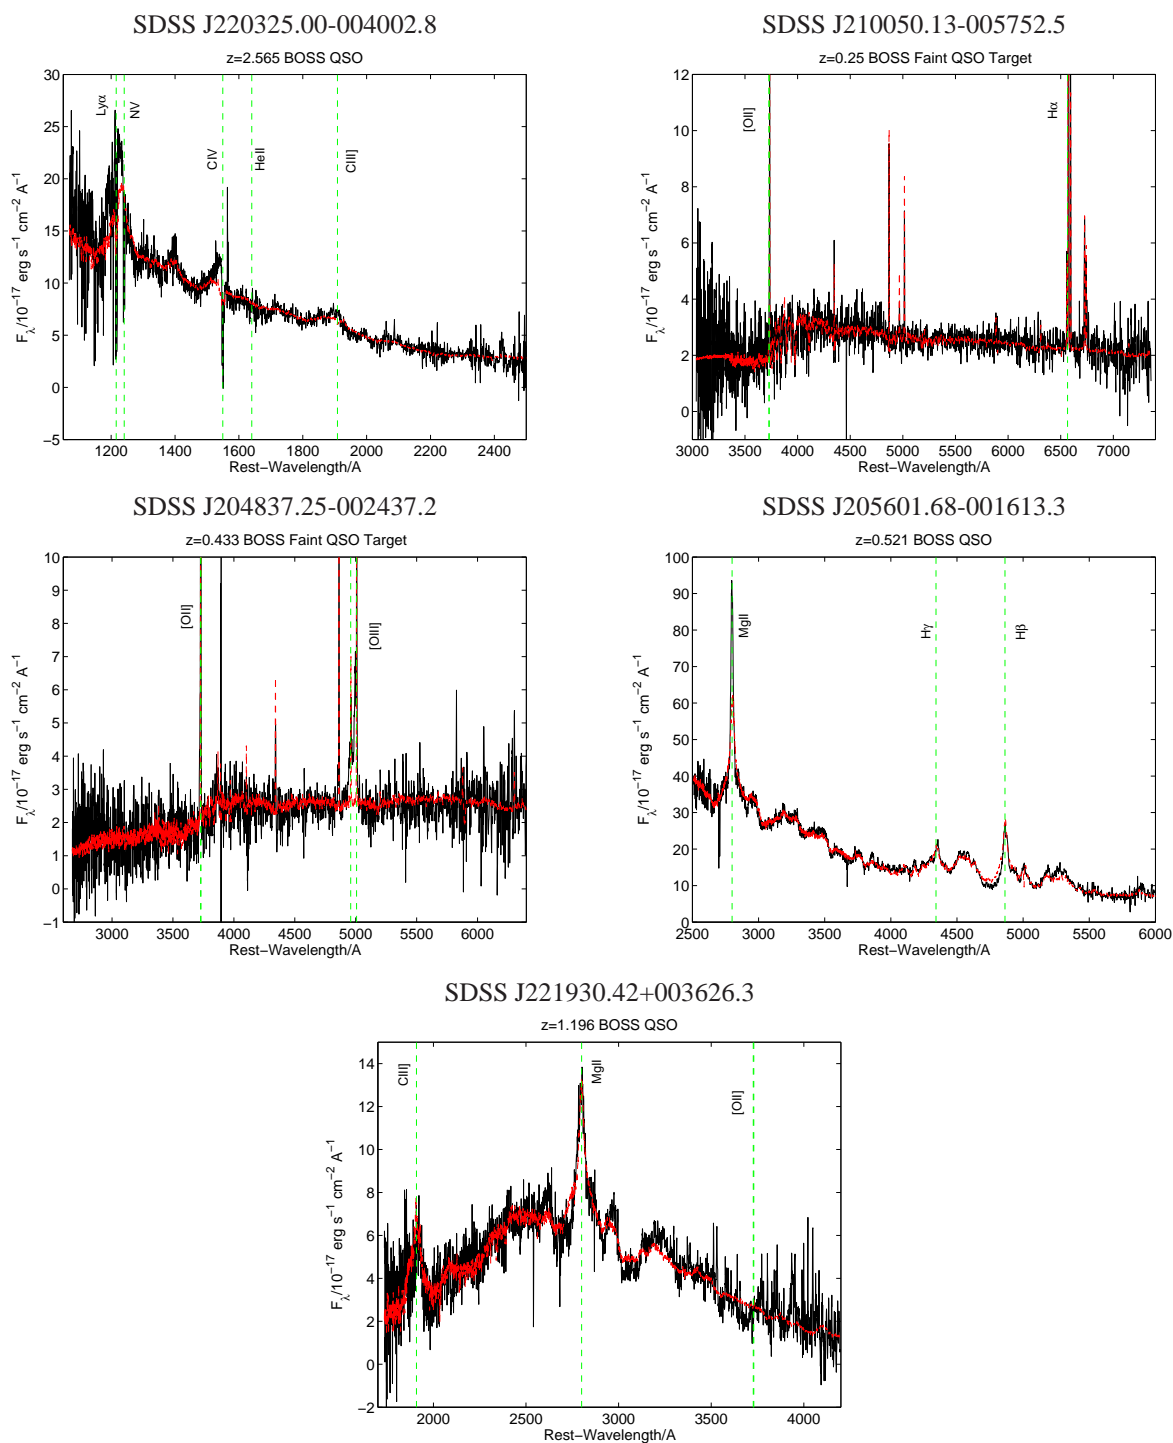 SDSS J220325.00-004002.8
z=2.565 BOSS QSO
30
25
20
15
10
5
0
−5
Lyα
NV
CIV
HeII
CIII]
F_λ/10^−17 erg s^−1 cm^−2 A^−1
1200 1400 1600 1800 2000 2200 2400
Rest−Wavelength/A
SDSS J210050.13-005752.5
z=0.25 BOSS Faint QSO Target
12
10
8
6
4
2
0
[OII]
Hα
F_λ/10^−17 erg s^−1 cm^−2 A^−1
3000 3500 4000 4500 5000 5500 6000 6500 7000
Rest−Wavelength/A
SDSS J204837.25-002437.2
z=0.433 BOSS Faint QSO Target
10
9
8
7
6
5
4
3
2
1
0
−1
[OII]
[OIII]
F_λ/10^−17 erg s^−1 cm^−2 A^−1
3000 3500 4000 4500 5000 5500 6000
Rest−Wavelength/A
SDSS J205601.68-001613.3
z=0.521 BOSS QSO
100
90
80
70
60
50
40
30
20
10
0
MgII
Hγ
Hβ
F_λ/10^−17 erg s^−1 cm^−2 A^−1
2500 3000 3500 4000 4500 5000 5500 6000
Rest−Wavelength/A
SDSS J221930.42+003626.3
z=1.196 BOSS QSO
14
12
10
8
6
4
2
0
−2
CIII]
MgII
[OII]
F_λ/10^−17 erg s^−1 cm^−2 A^−1
2000 2500 3000 3500 4000
Rest−Wavelength/A